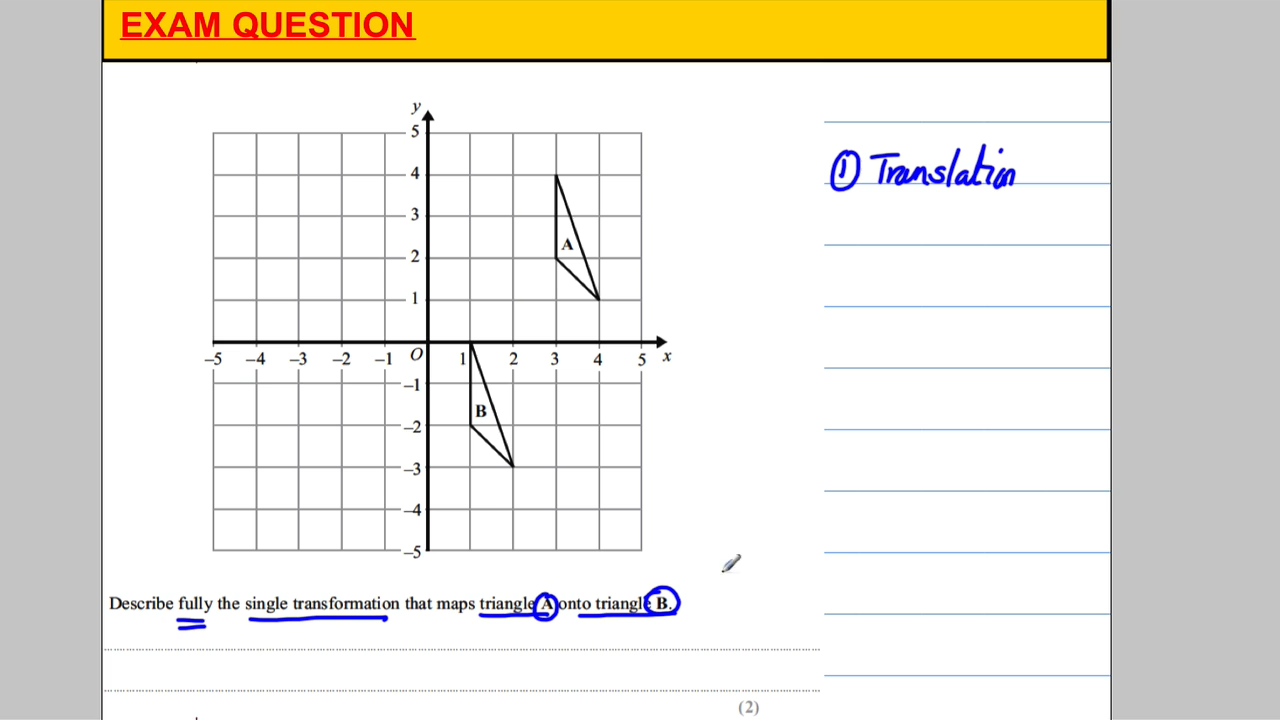 EXAM QUESTION
y
5
4
3
2
1
–5 –4 –3 –2 –1 O 1 2 3 4 5 x
–1
–2
–3
–4
–5
A
B
① Translation
Describe fully the single transformation that maps triangle A onto triangle B.
(2)